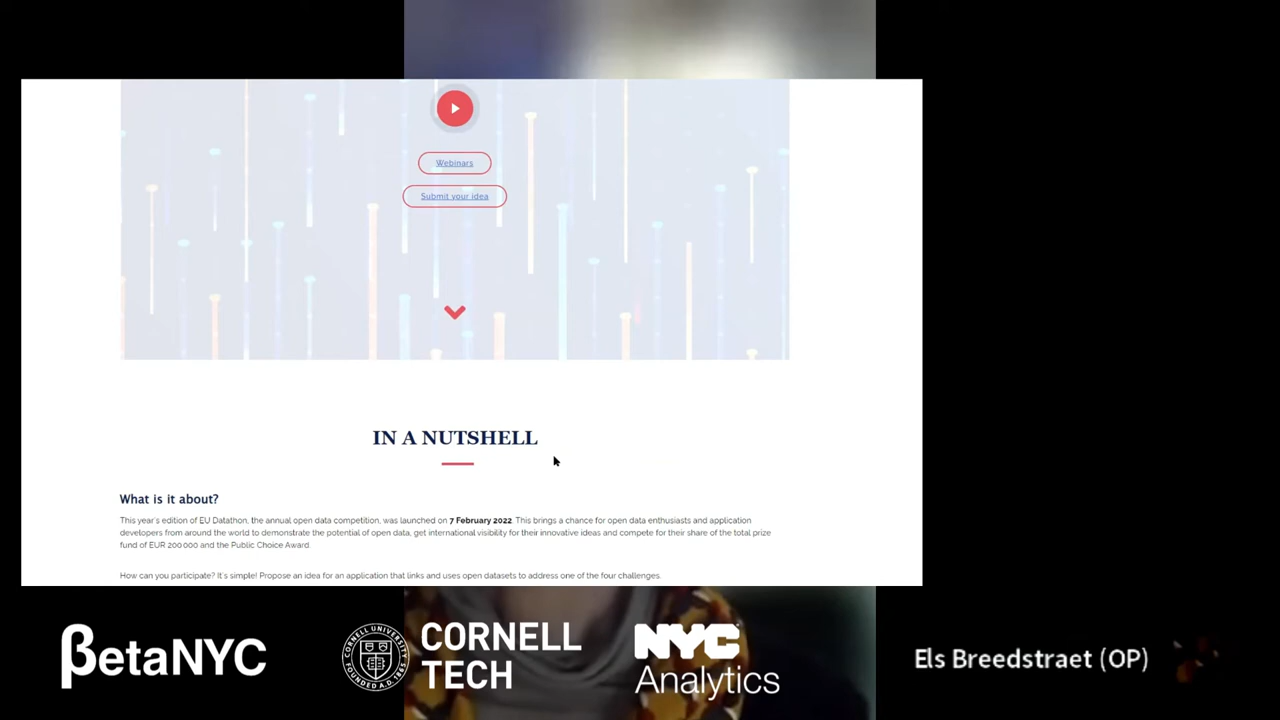 Webinars
Submit your idea
IN A NUTSHELL
What is it about?
This year's edition of EU Datathon, the annual open data competition, was launched on 7 February 2022. This brings a chance for open data enthusiasts and application
developers from around the world to demonstrate the potential of open data, get international visibility for their innovative ideas and compete for their share of the total prize
fund of EUR 200 000 and the Public Choice Award.
How can you participate? It's simple! Propose an idea for an application that links and uses open datasets to address one of the four challenges.
βetaNYC
CORNELL UNIVERSITY
FOUNDED A.D. 1865
CORNELL
TECH
NYC
Analytics
Els Breedstraet (OP)